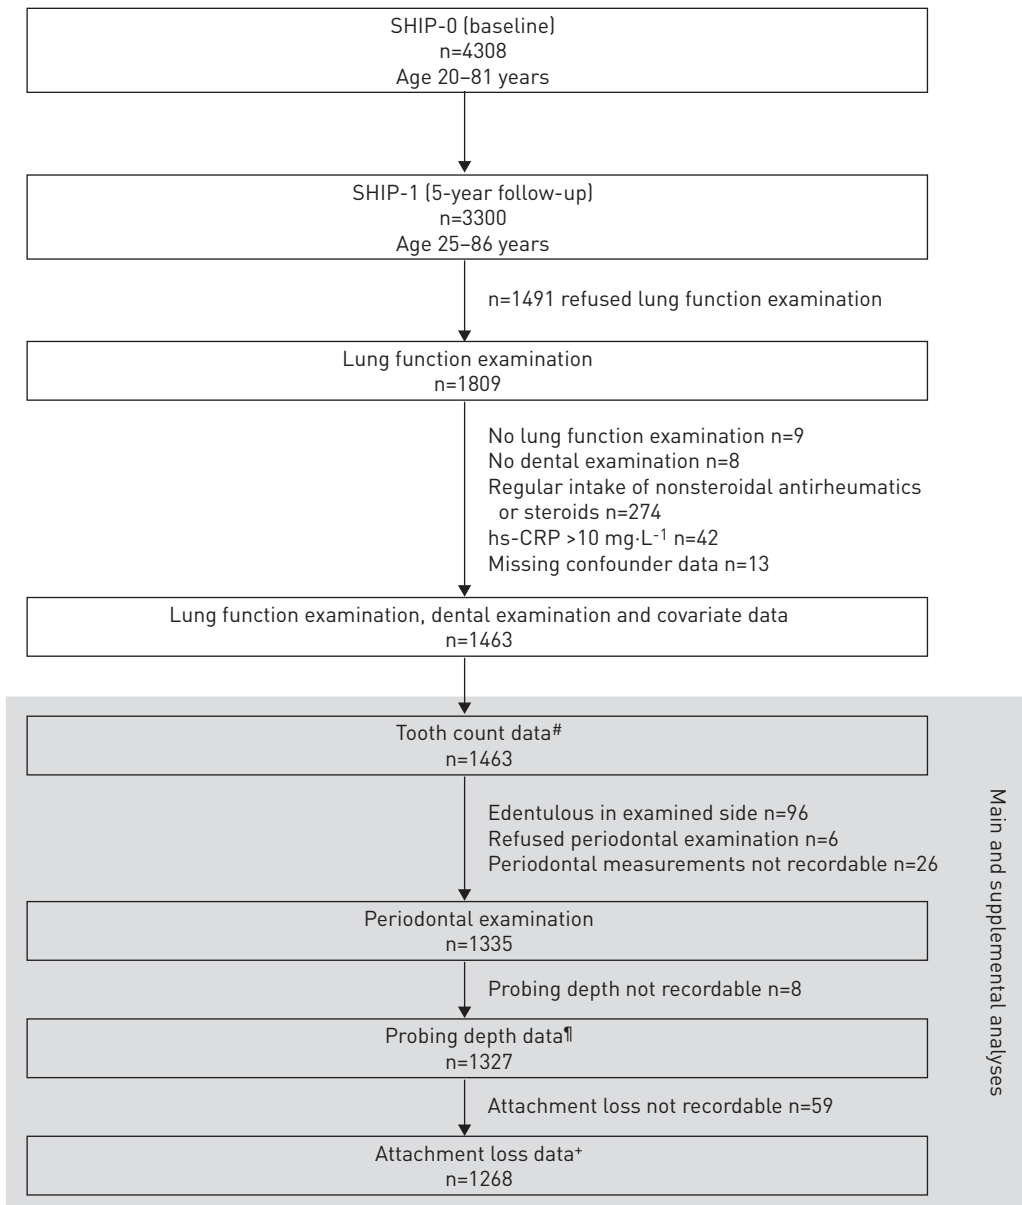 SHIP-0 (baseline)
n=4308
Age 20–81 years
SHIP-1 (5-year follow-up)
n=3300
Age 25–86 years
n=1491 refused lung function examination
Lung function examination
n=1809
No lung function examination n=9
No dental examination n=8
Regular intake of nonsteroidal antirheumatics
or steroids n=274
hs-CRP >10 mg·L⁻¹ n=42
Missing confounder data n=13
Lung function examination, dental examination and covariate data
n=1463
Tooth count data#
n=1463
Edentulous in examined side n=96
Refused periodontal examination n=6
Periodontal measurements not recordable n=26
Periodontal examination
n=1335
Probing depth not recordable n=8
Probing depth data¶
n=1327
Attachment loss not recordable n=59
Attachment loss data⁺
n=1268
Main and supplemental analyses